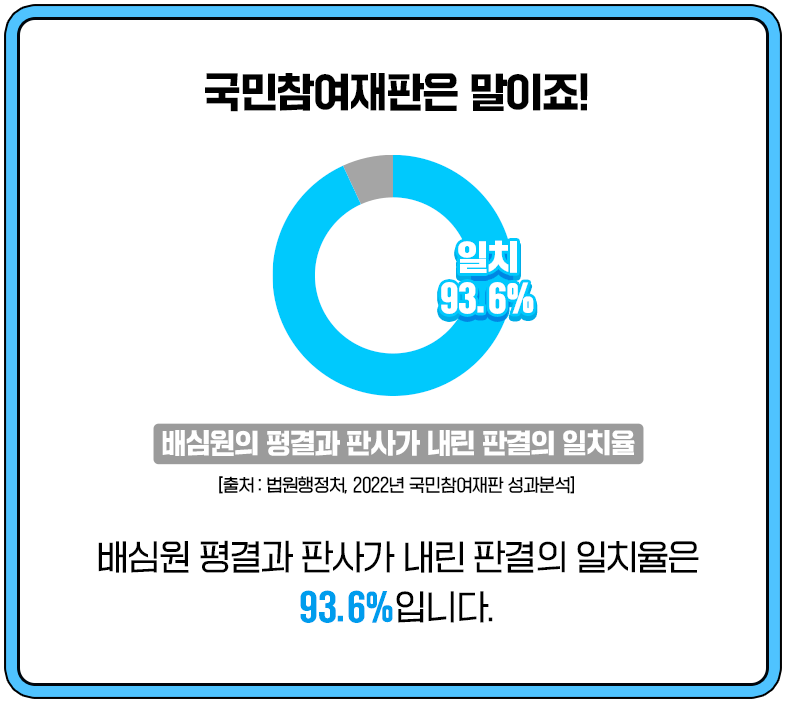 국민참여재판은 말이죠!
일치
93.6%
배심원의 평결과 판사가 내린 판결의 일치율
[출처 : 법원행정처, 2022년 국민참여재판 성과분석]
배심원 평결과 판사가 내린 판결의 일치율은
93.6%입니다.